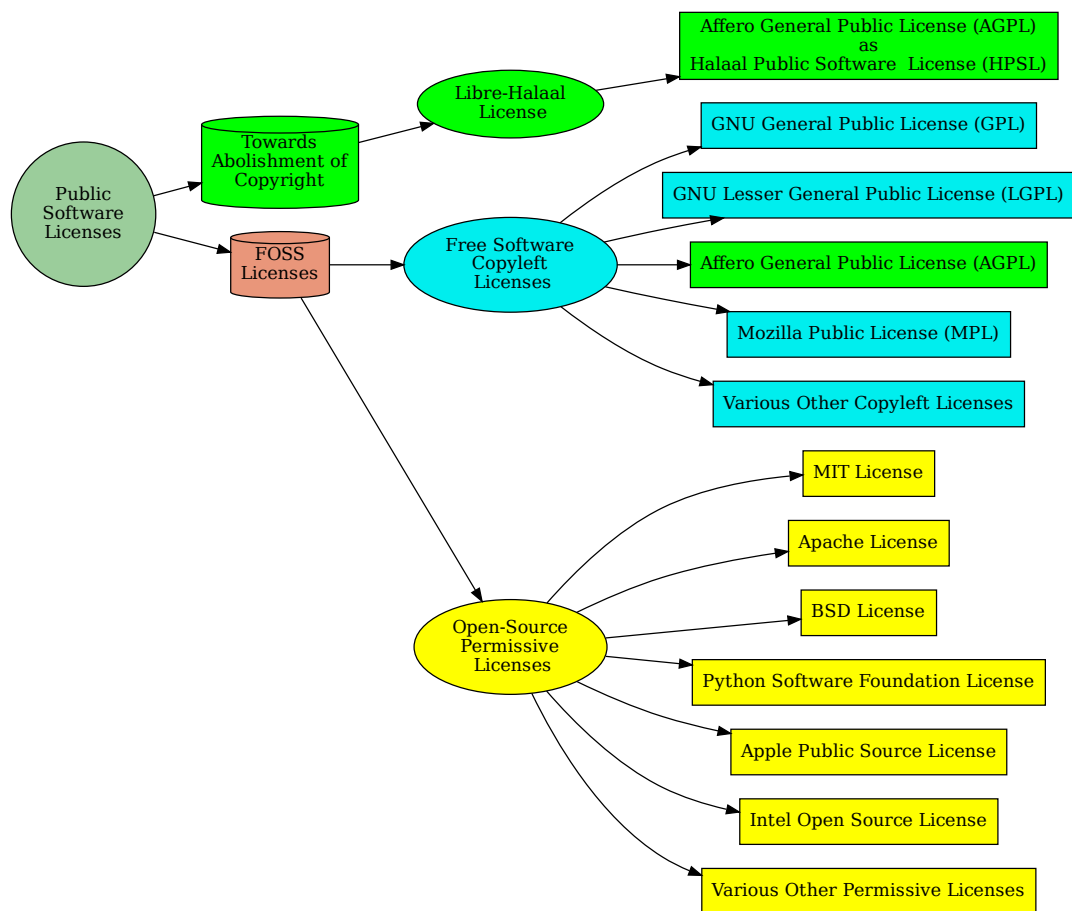 Public
Software
Licenses
Towards
Abolishment of
Copyright
FOSS
Licenses
Libre-Halaal
License
Free Software
Copyleft
Licenses
Open-Source
Permissive
Licenses
Affero General Public License (AGPL)
as
Halaal Public Software  License (HPSL)
GNU General Public License (GPL)
GNU Lesser General Public License (LGPL)
Affero General Public License (AGPL)
Mozilla Public License (MPL)
Various Other Copyleft Licenses
MIT License
Apache License
BSD License
Python Software Foundation License
Apple Public Source License
Intel Open Source License
Various Other Permissive Licenses